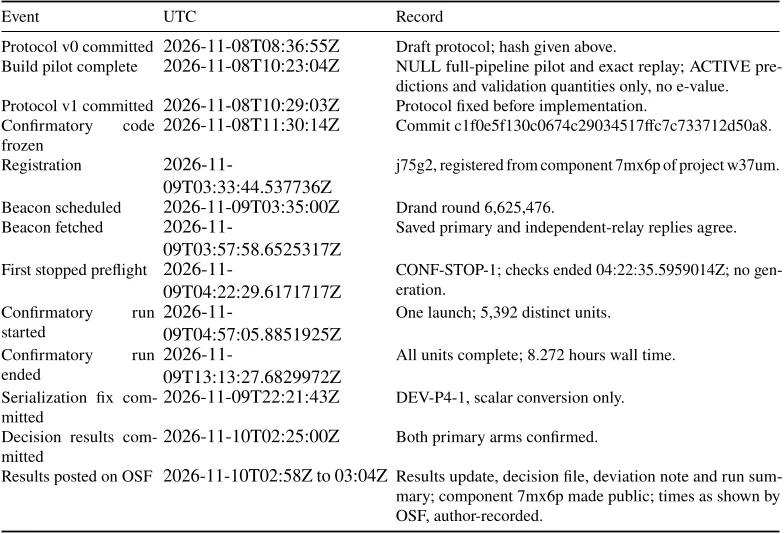 Event UTC Record
Protocol v0 committed 2026-11-08T08:36:55Z Draft protocol; hash given above.
Build pilot complete 2026-11-08T10:23:04Z NULL full-pipeline pilot and exact replay; ACTIVE pre-
dictions and validation quantities only, no e-value.
Protocol v1 committed 2026-11-08T10:29:03Z Protocol fixed before implementation.
Confirmatory code 2026-11-08T11:30:14Z Commit c1f0e5f130c0674c29034517ffc7c733712d50a8.
frozen
Registration 2026-11- j75g2, registered from component 7mx6p of project w37um.
09T03:33:44.537736Z
Beacon scheduled 2026-11-09T03:35:00Z Drand round 6,625,476.
Beacon fetched 2026-11- Saved primary and independent-relay replies agree.
09T03:57:58.6525317Z
First stopped preflight 2026-11- CONF-STOP-1; checks ended 04:22:35.5959014Z; no gen-
09T04:22:29.6171717Z eration.
Confirmatory run 2026-11- One launch; 5,392 distinct units.
started 09T04:57:05.8851925Z
Confirmatory run 2026-11- All units complete; 8.272 hours wall time.
ended 09T13:13:27.6829972Z
Serialization fix com- 2026-11-09T22:21:43Z DEV-P4-1, scalar conversion only.
mitted
Decision results com- 2026-11-10T02:25:00Z Both primary arms confirmed.
mitted
Results posted on OSF 2026-11-10T02:58Z to 03:04Z Results update, decision file, deviation note and run sum-
mary; component 7mx6p made public; times as shown by
OSF, author-recorded.